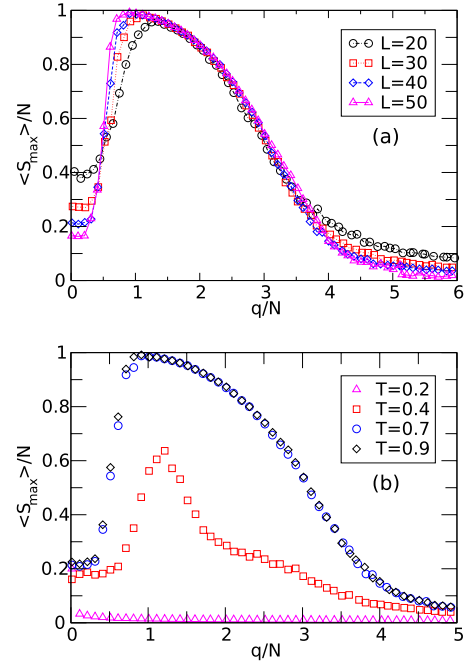 1
0.8
0.6
0.4
0.2
0
<S_max>/N
L=20
L=30
L=40
L=50
(a)
0 1 2 3 4 5 6
q/N
1
0.8
0.6
0.4
0.2
0
<S_max>/N
T=0.2
T=0.4
T=0.7
T=0.9
(b)
0 1 2 3 4 5
q/N